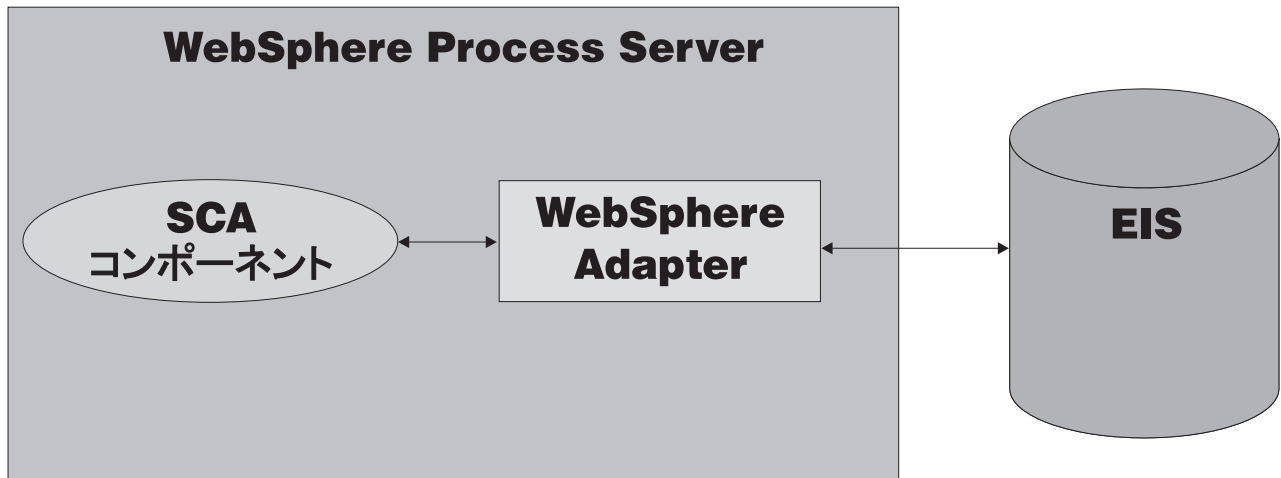 WebSphere Process Server
SCA
コンポーネント
WebSphere
Adapter
EIS